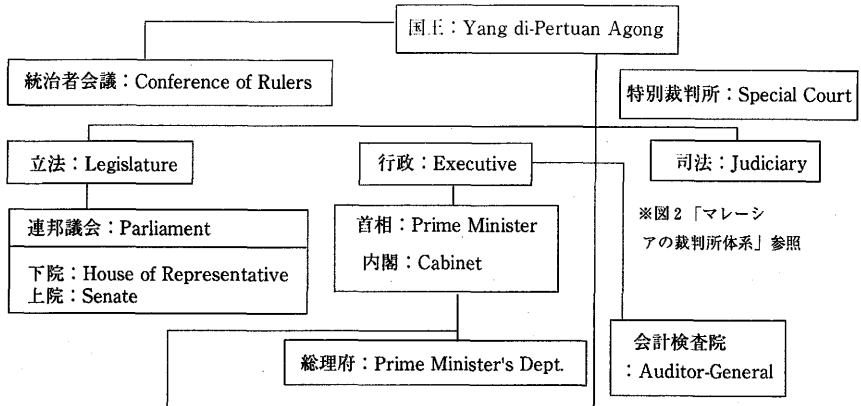 国王：Yang di-Pertuan Agong
統治者会議：Conference of Rulers
特別裁判所：Special Court
立法：Legislature
行政：Executive
司法：Judiciary
連邦議会：Parliament
下院：House of Representative
上院：Senate
首相：Prime Minister
内閣：Cabinet
※図2「マレーシ
アの裁判所体系」参照
総理府：Prime Minister's Dept.
会計検査院
：Auditor-General